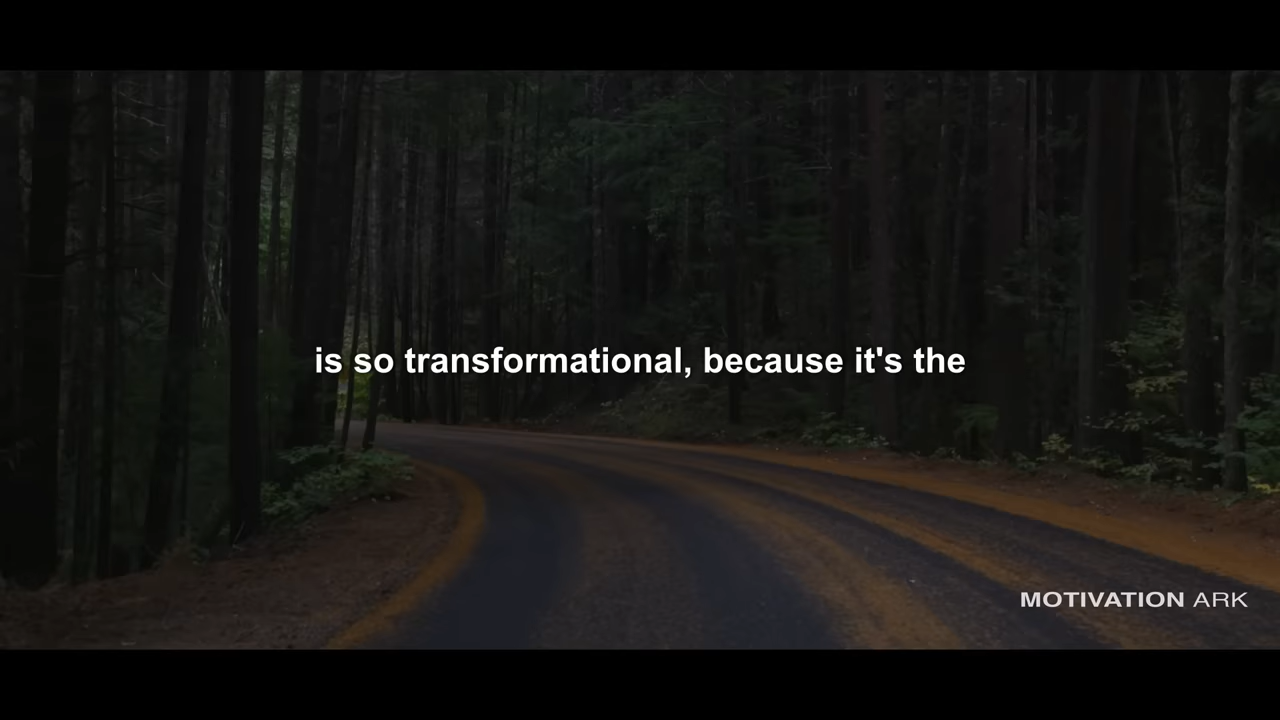 is so transformational, because it's the
MOTIVATION ARK